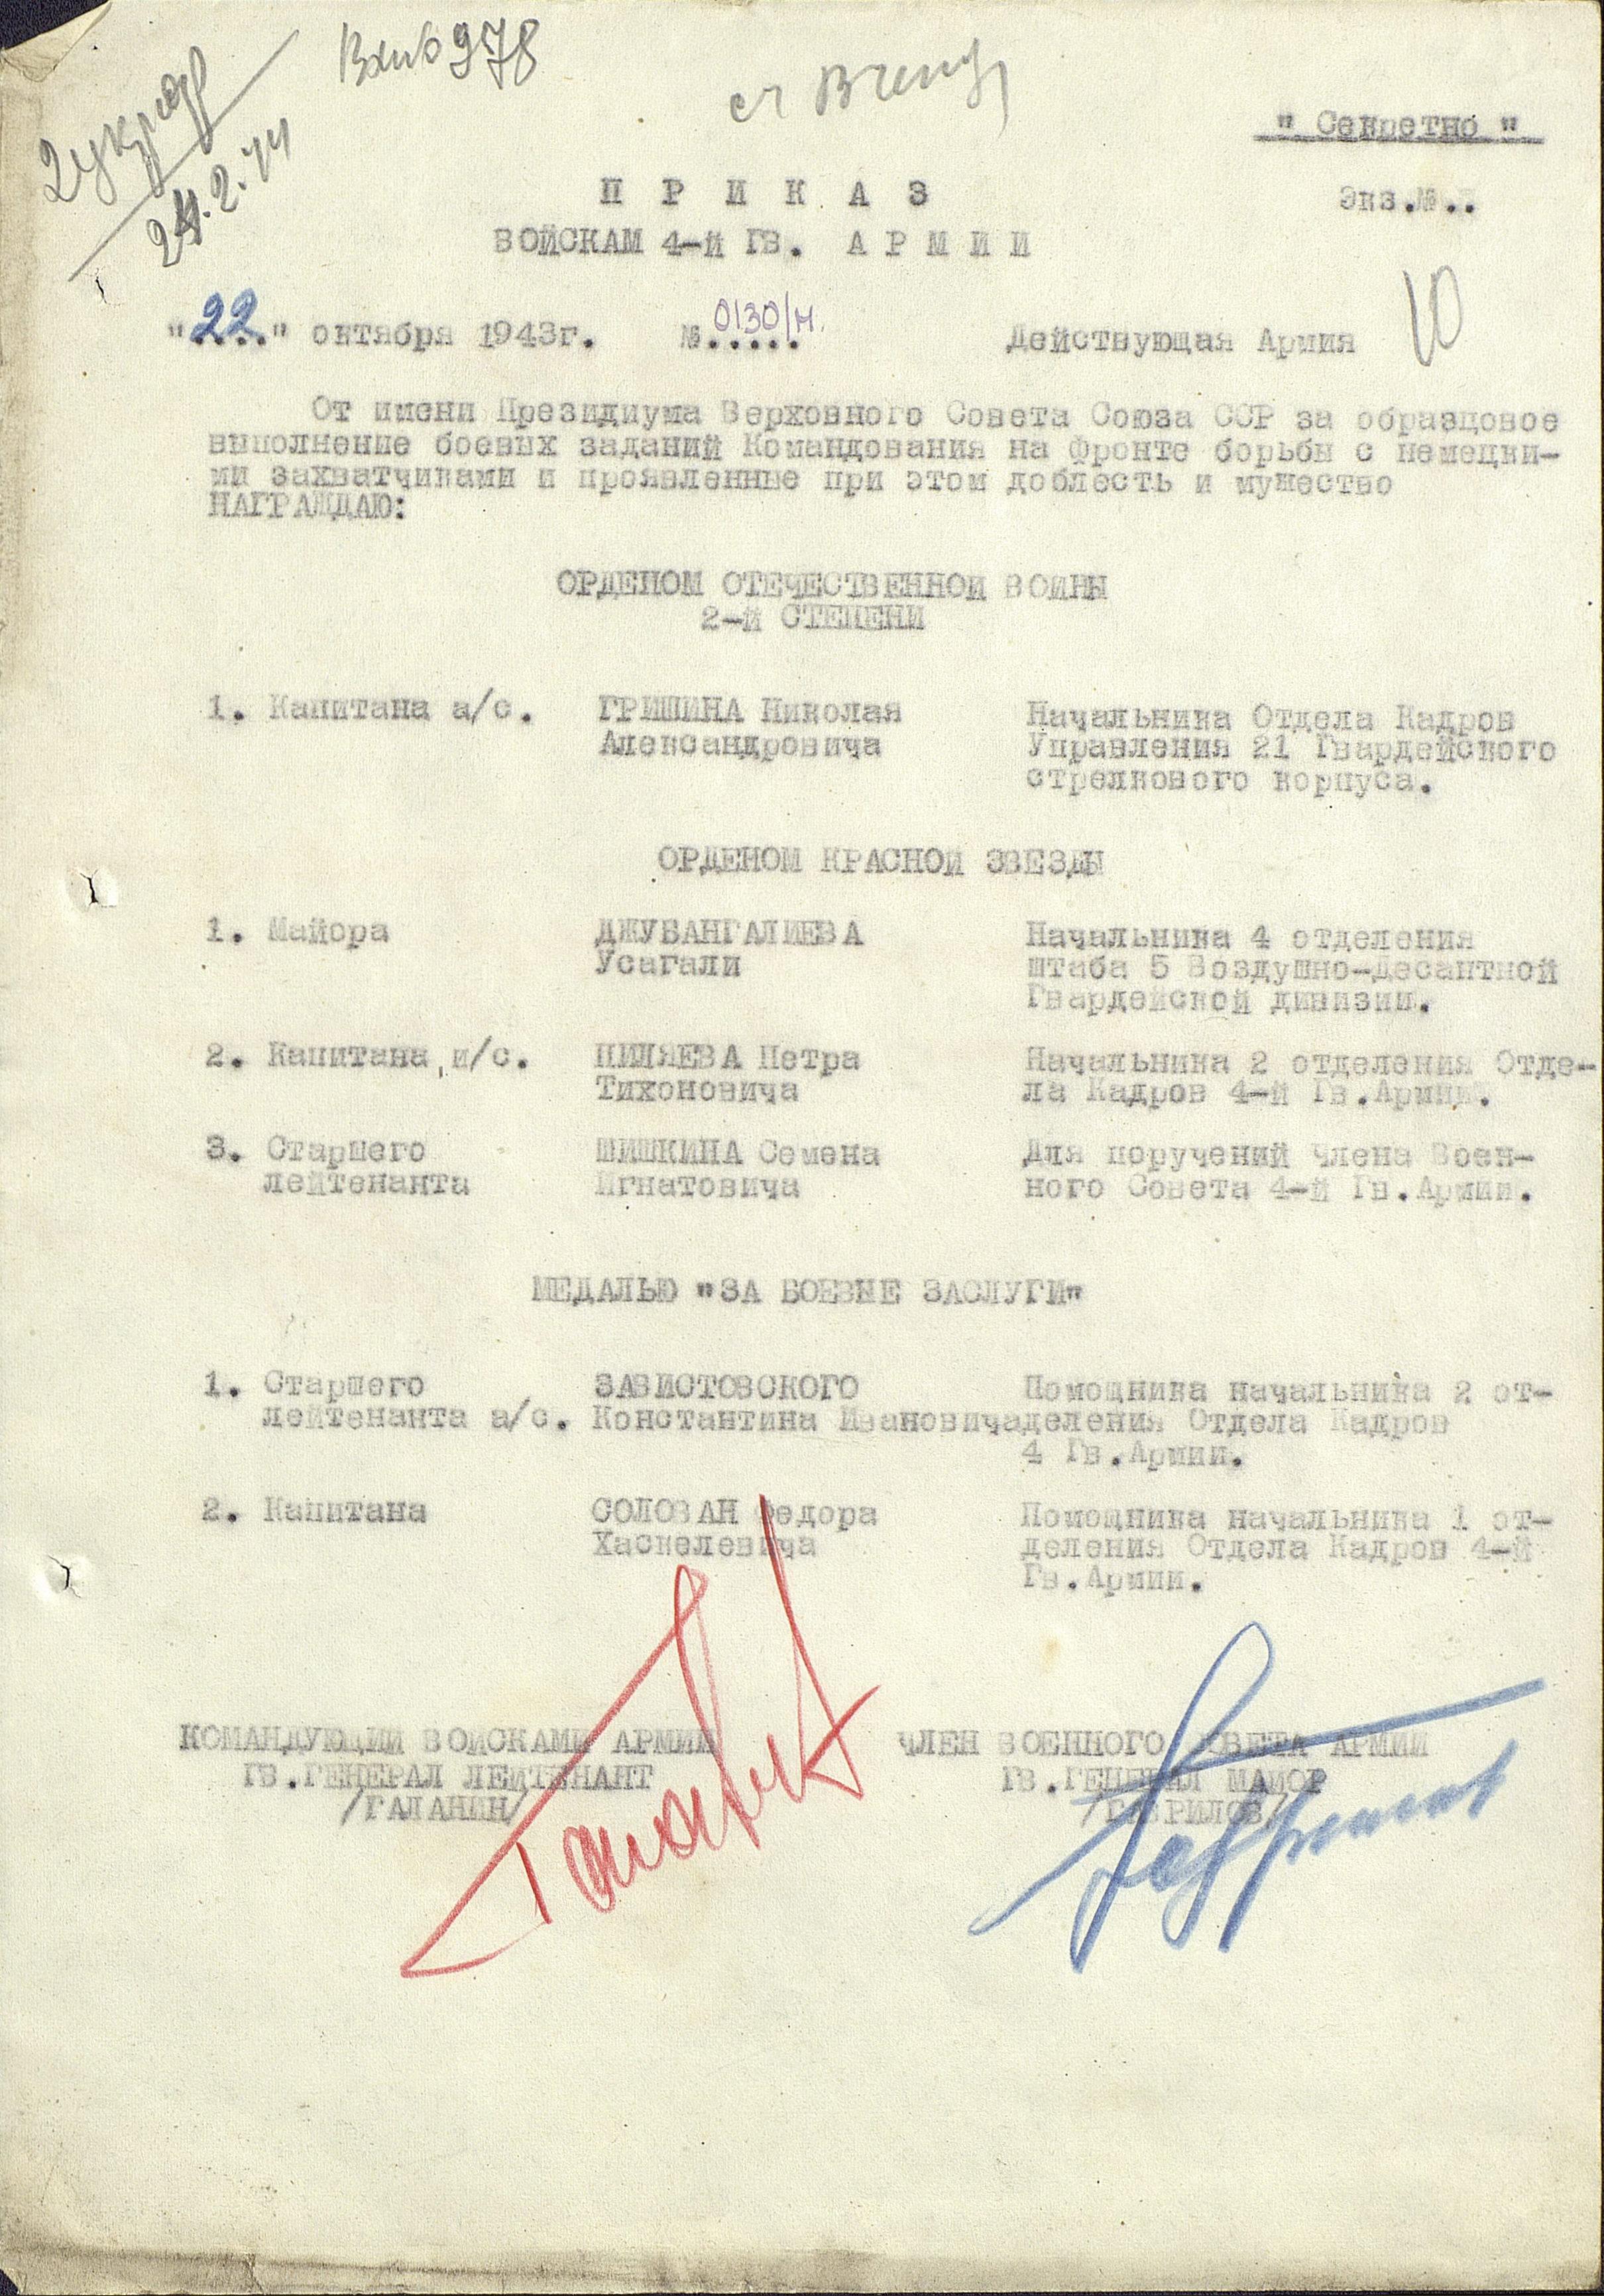 Вхиб 978
2 укрфр
24.2.44
" Секретно "
П Р И К А З
Экз.№..
ВОЙСКАМ 4-й ГВ. А Р М И И
"22" октября 1943г. №0130/н. Действующая Армия
10
От имени Президиума Верховного Совета Союза ССР за образцовое
выполнение боевых заданий Командования на фронте борьбы с немецки-
ми захватчиками и проявленные при этом доблесть и мужество
НАГРАЖДАЮ:
ОРДЕНОМ ОТЕЧЕСТВЕННОЙ ВОЙНЫ
2-й СТЕПЕНИ
1. Капитана а/с. ГРИШИНА Николая Начальника Отдела Кадров
Александровича Управления 21 Гвардейского
стрелкового корпуса.
ОРДЕНОМ КРАСНОЙ ЗВЕЗДЫ
1. Майора ДЖУБАНГАЛИЕВА Начальника 4 отделения
Усагали штаба 5 Воздушно-Десантной
Гвардейской дивизии.
2. Капитана, и/с. ПИЛЯЕВА Петра Начальника 2 отделения Отде-
Тихоновича ла Кадров 4-й Гв.Армии.
3. Старшего ШИШКИНА Семена Для поручений Члена Воен-
лейтенанта Игнатовича ного Совета 4-й Гв.Армии.
МЕДАЛЬЮ "ЗА БОЕВЫЕ ЗАСЛУГИ"
1. Старшего ЗАВИСТОВСКОГО Помощника начальника 2 от-
лейтенанта а/с. Константина Ивановича деления Отдела Кадров
4 Гв.Армии.
2. Капитана СОЛОВАН Федора Помощника начальника 1 от-
Хаскелевича деления Отдела Кадров 4-й
Гв.Армии.
КОМАНДУЮЩИЙ ВОЙСКАМИ АРМИИ ЧЛЕН ВОЕННОГО СОВЕТА АРМИИ
ГВ.ГЕНЕРАЛ ЛЕЙТЕНАНТ ГВ.ГЕНЕРАЛ МАЙОР
/ГАЛАНИН/ /ГАВРИЛОВ/